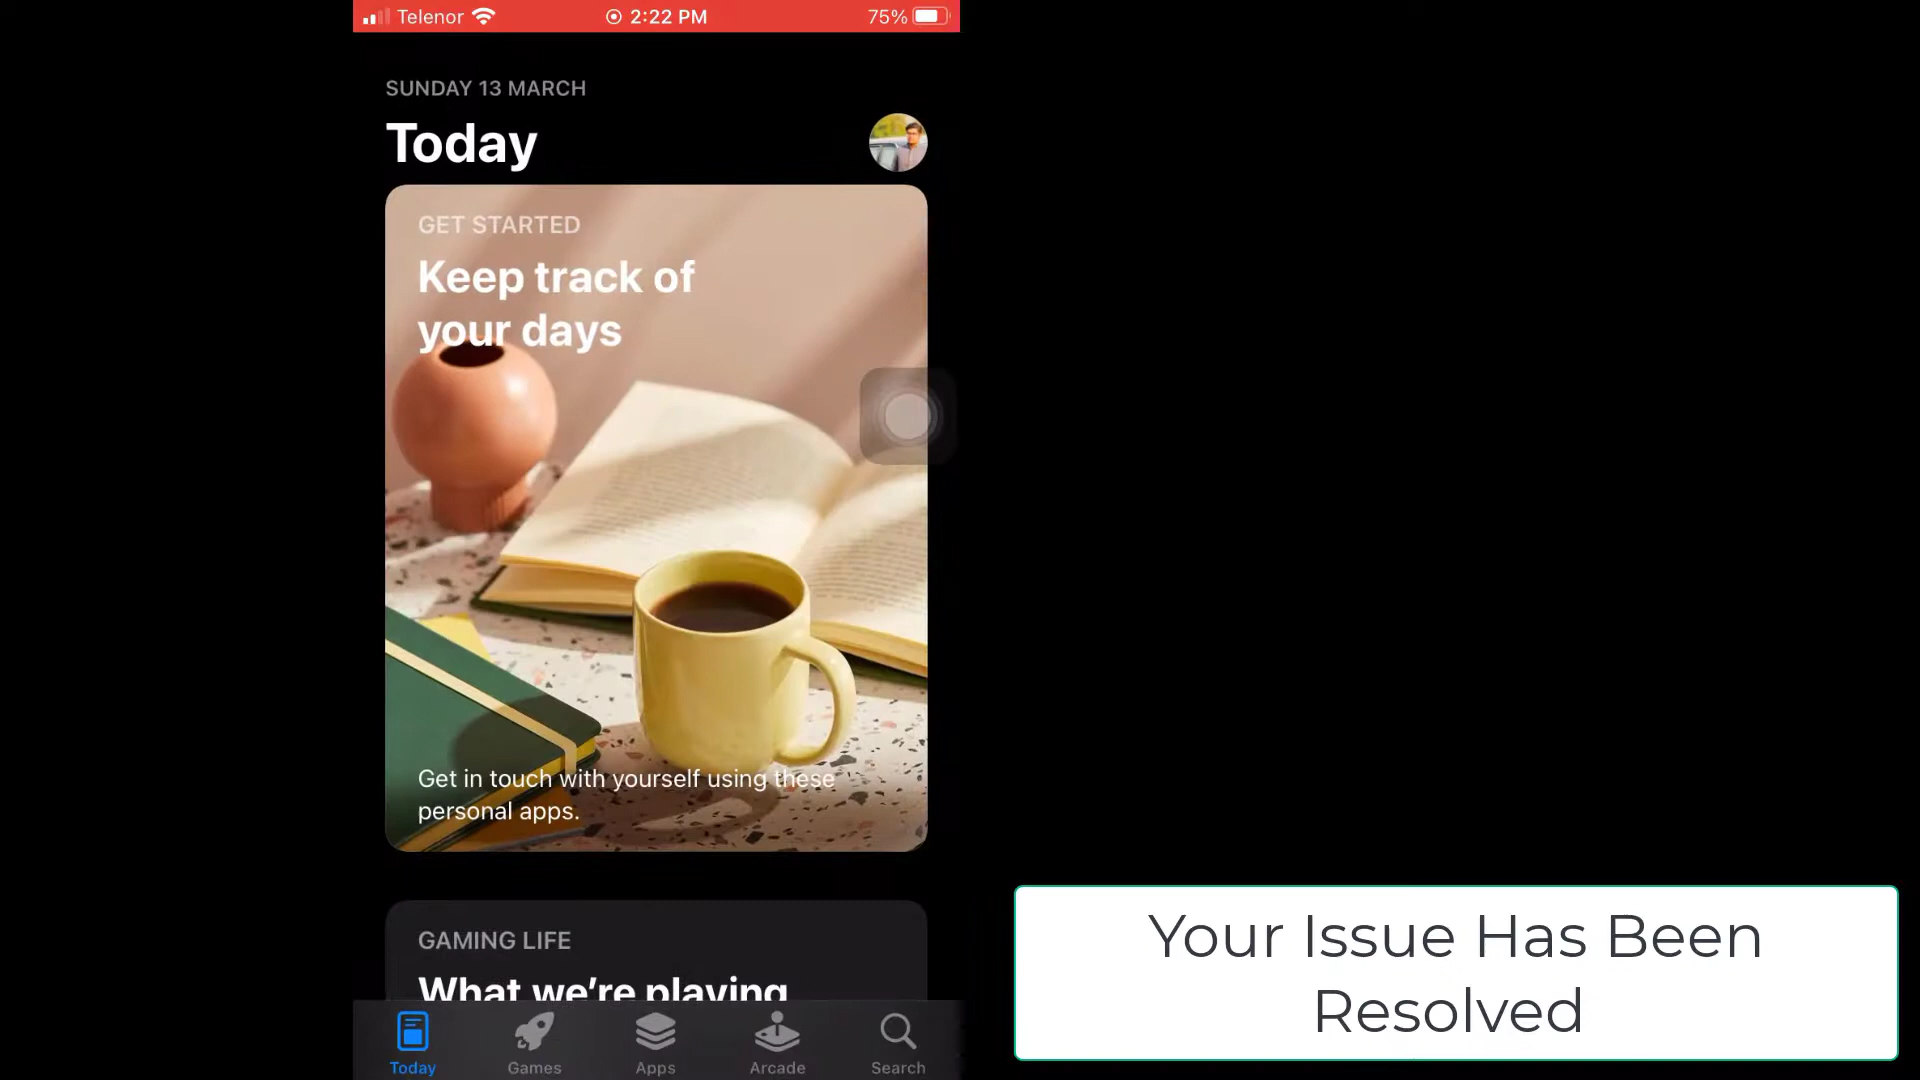 Telenor 2:22 PM 75%
SUNDAY 13 MARCH
Today
GET STARTED
Keep track of
your days
Get in touch with yourself using these
personal apps.
GAMING LIFE
What we're playing
Today Games Apps Arcade Search
Your Issue Has Been
Resolved